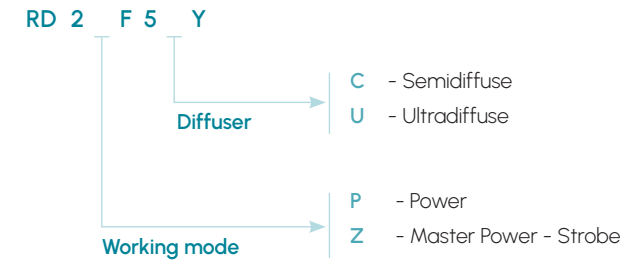 RD 2 _ F 5 _ Y
C - Semidiffuse
U - Ultradiffuse
Diffuser
P - Power
Z - Master Power - Strobe
Working mode